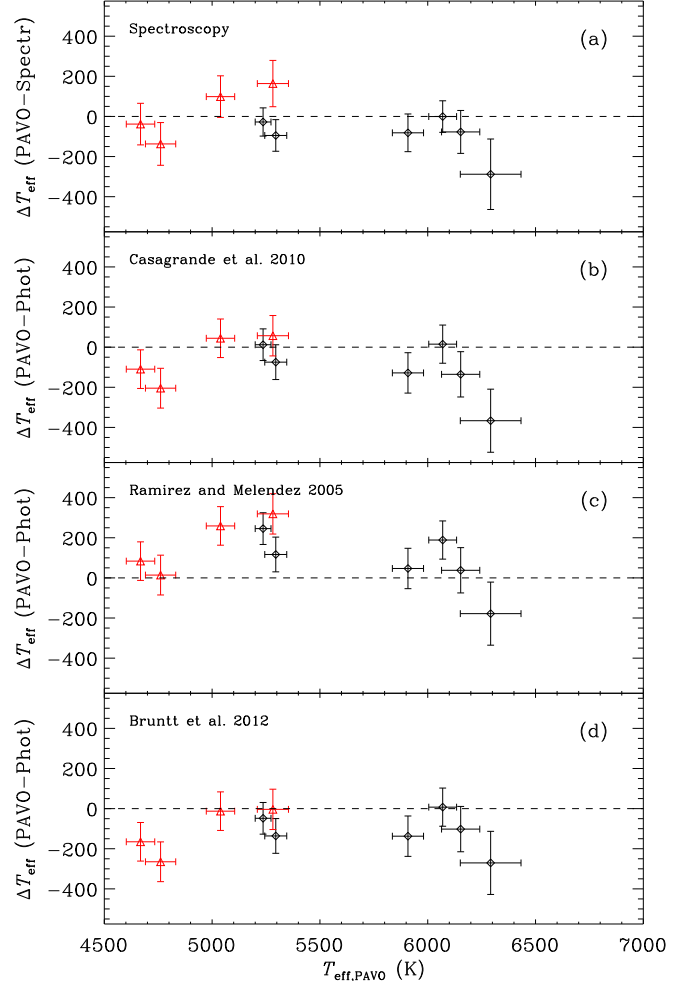 400
200
0
−200
−400
ΔTeff (PAVO−Spectr)
Spectroscopy
(a)
400
200
0
−200
−400
ΔTeff (PAVO−Phot)
Casagrande et al. 2010
(b)
400
200
0
−200
−400
ΔTeff (PAVO−Phot)
Ramirez and Melendez 2005
(c)
400
200
0
−200
−400
ΔTeff (PAVO−Phot)
Bruntt et al. 2012
(d)
4500 5000 5500 6000 6500 7000
Teff,PAVO (K)